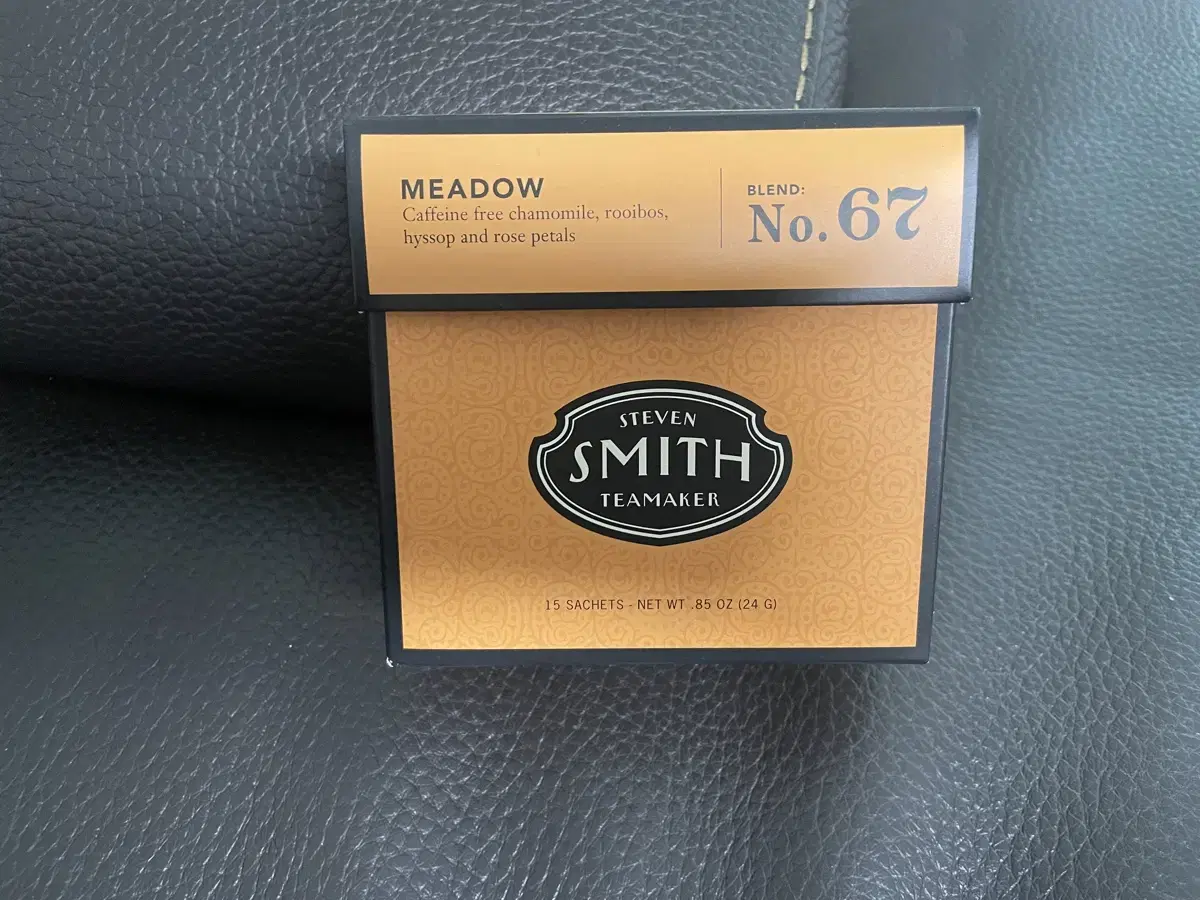 MEADOW
Caffeine free chamomile, rooibos,
hyssop and rose petals
BLEND:
No. 67
STEVEN
SMITH
TEAMAKER
15 SACHETS - NET WT .85 OZ (24 G)